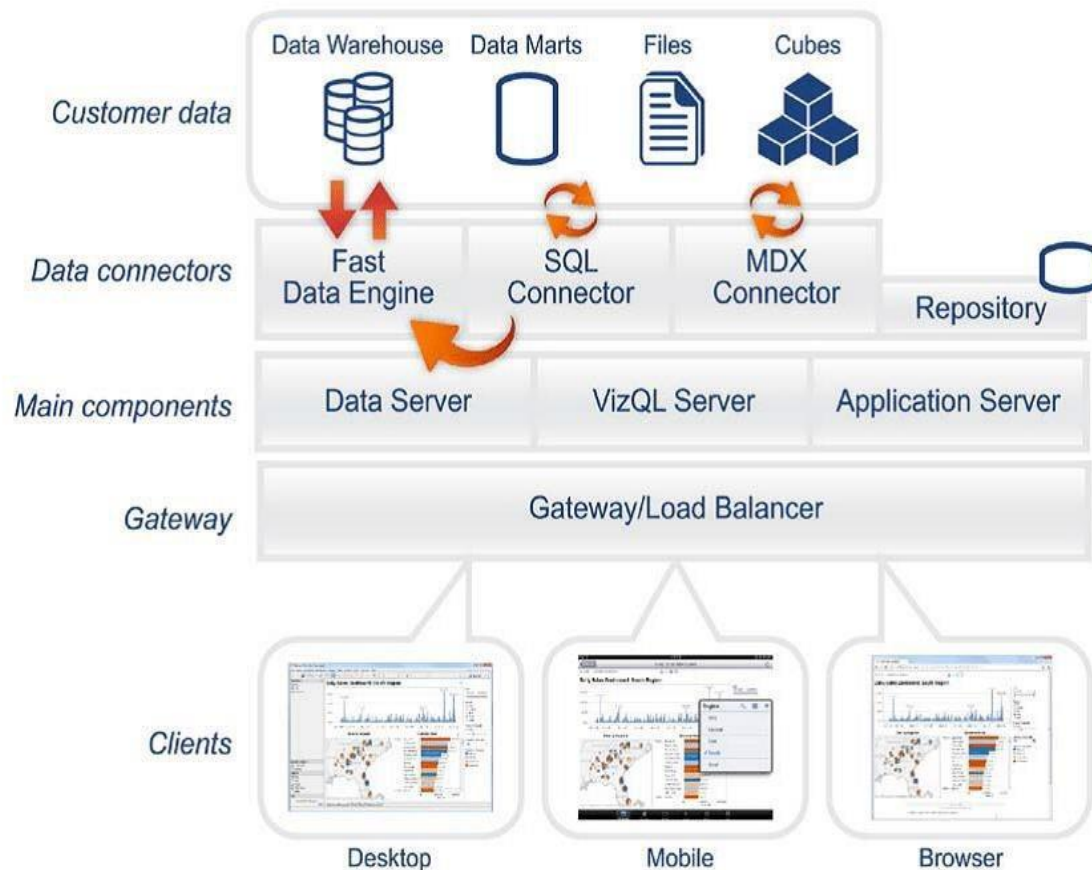 Data Warehouse
Data Marts
Files
Cubes
Customer data
Data connectors
Fast
Data Engine
SQL
Connector
MDX
Connector
Repository
Main components
Data Server
VizQL Server
Application Server
Gateway
Gateway/Load Balancer
Clients
Desktop
Mobile
Browser